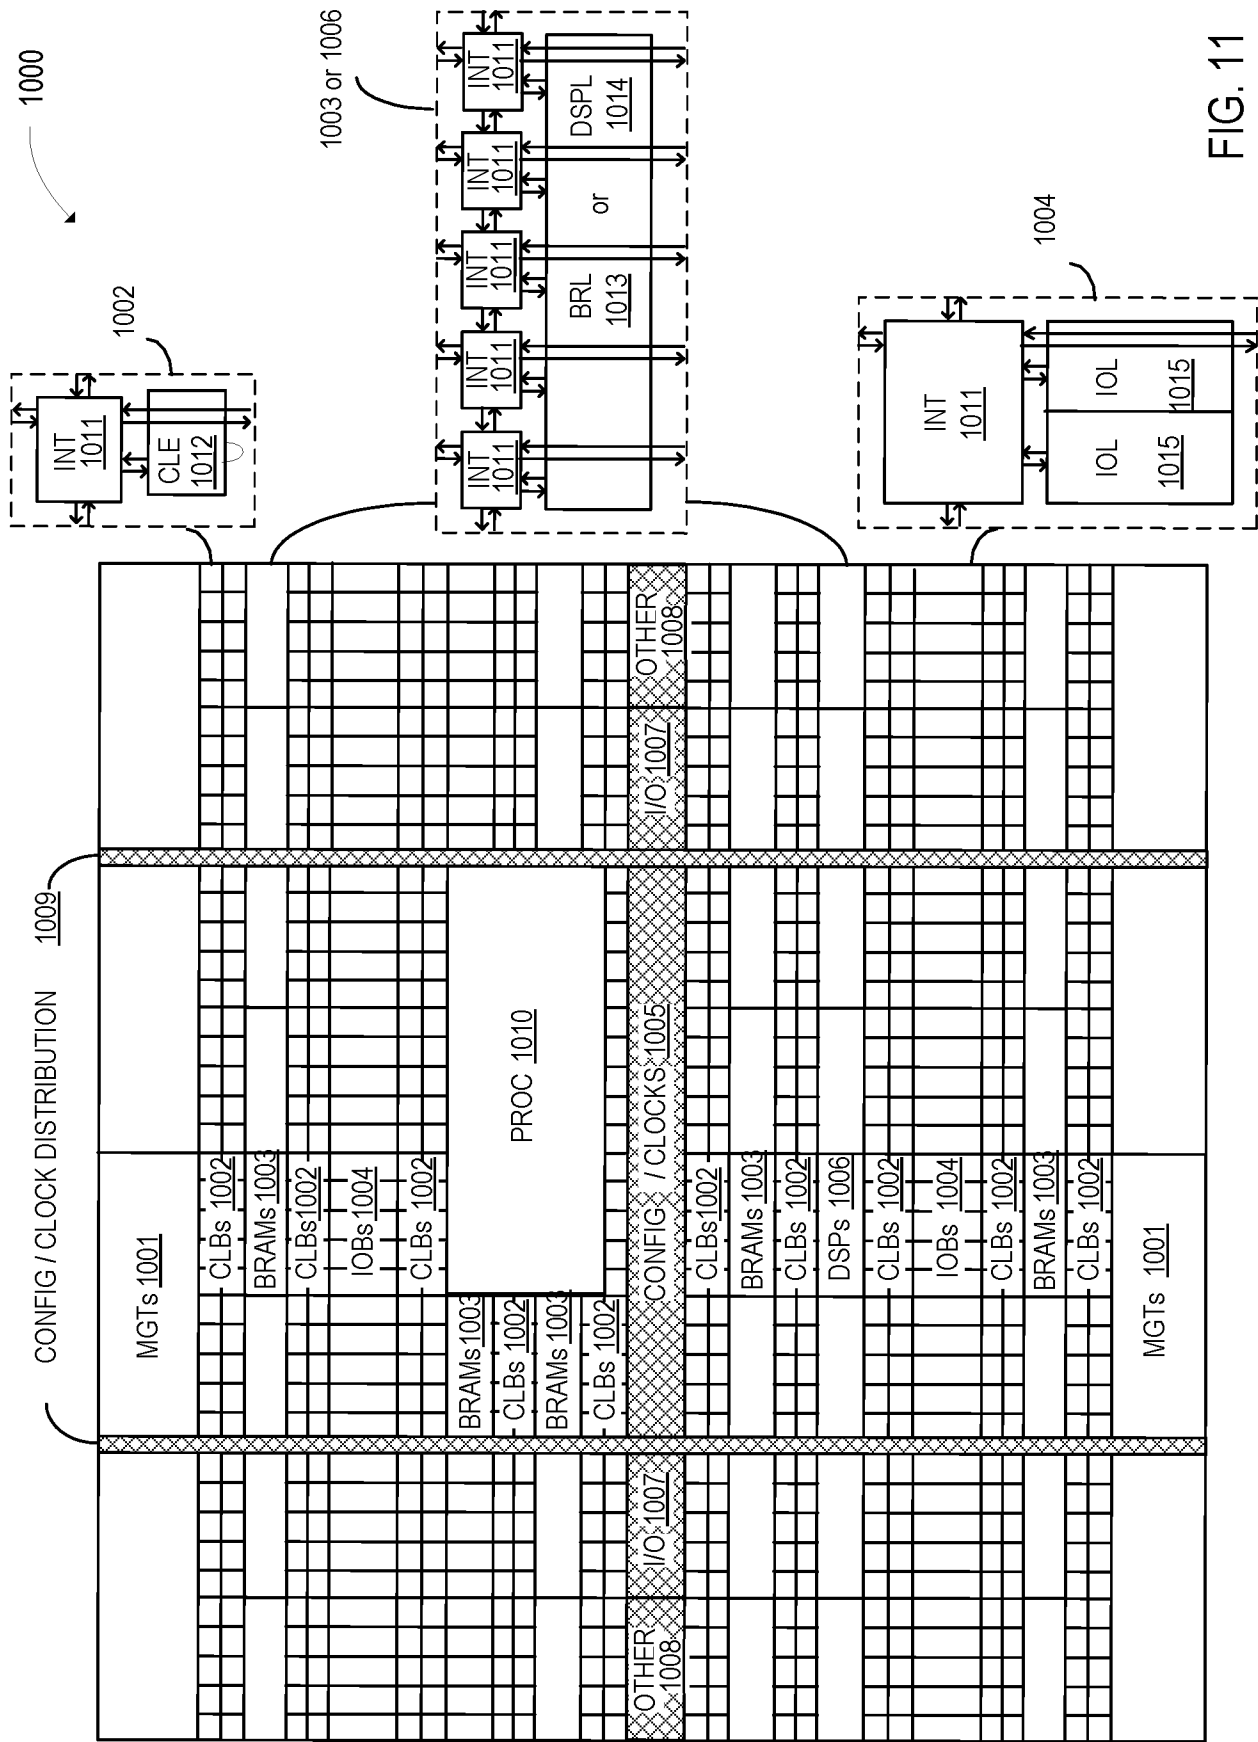 1000
CONFIG / CLOCK DISTRIBUTION 1009
MGTs 1001
CLBs 1002
BRAMs 1003
CLBs 1002
IOBs 1004
CLBs 1002
BRAMs 1003
CLBs 1002
BRAMs 1003
CLBs 1002
PROC 1010
OTHER
1008
I/O 1007
CONFIG / CLOCKS 1005
I/O 1007
OTHER
1008
CLBs 1002
BRAMs 1003
CLBs 1002
DSPs 1006
CLBs 1002
IOBs 1004
CLBs 1002
BRAMs 1003
CLBs 1002
MGTs 1001
1002
INT
1011
CLE
1012
1003 or 1006
INT
1011
INT
1011
INT
1011
INT
1011
INT
1011
BRL
1013
or
DSPL
1014
1004
INT
1011
IOL
1015
IOL
1015
FIG. 11